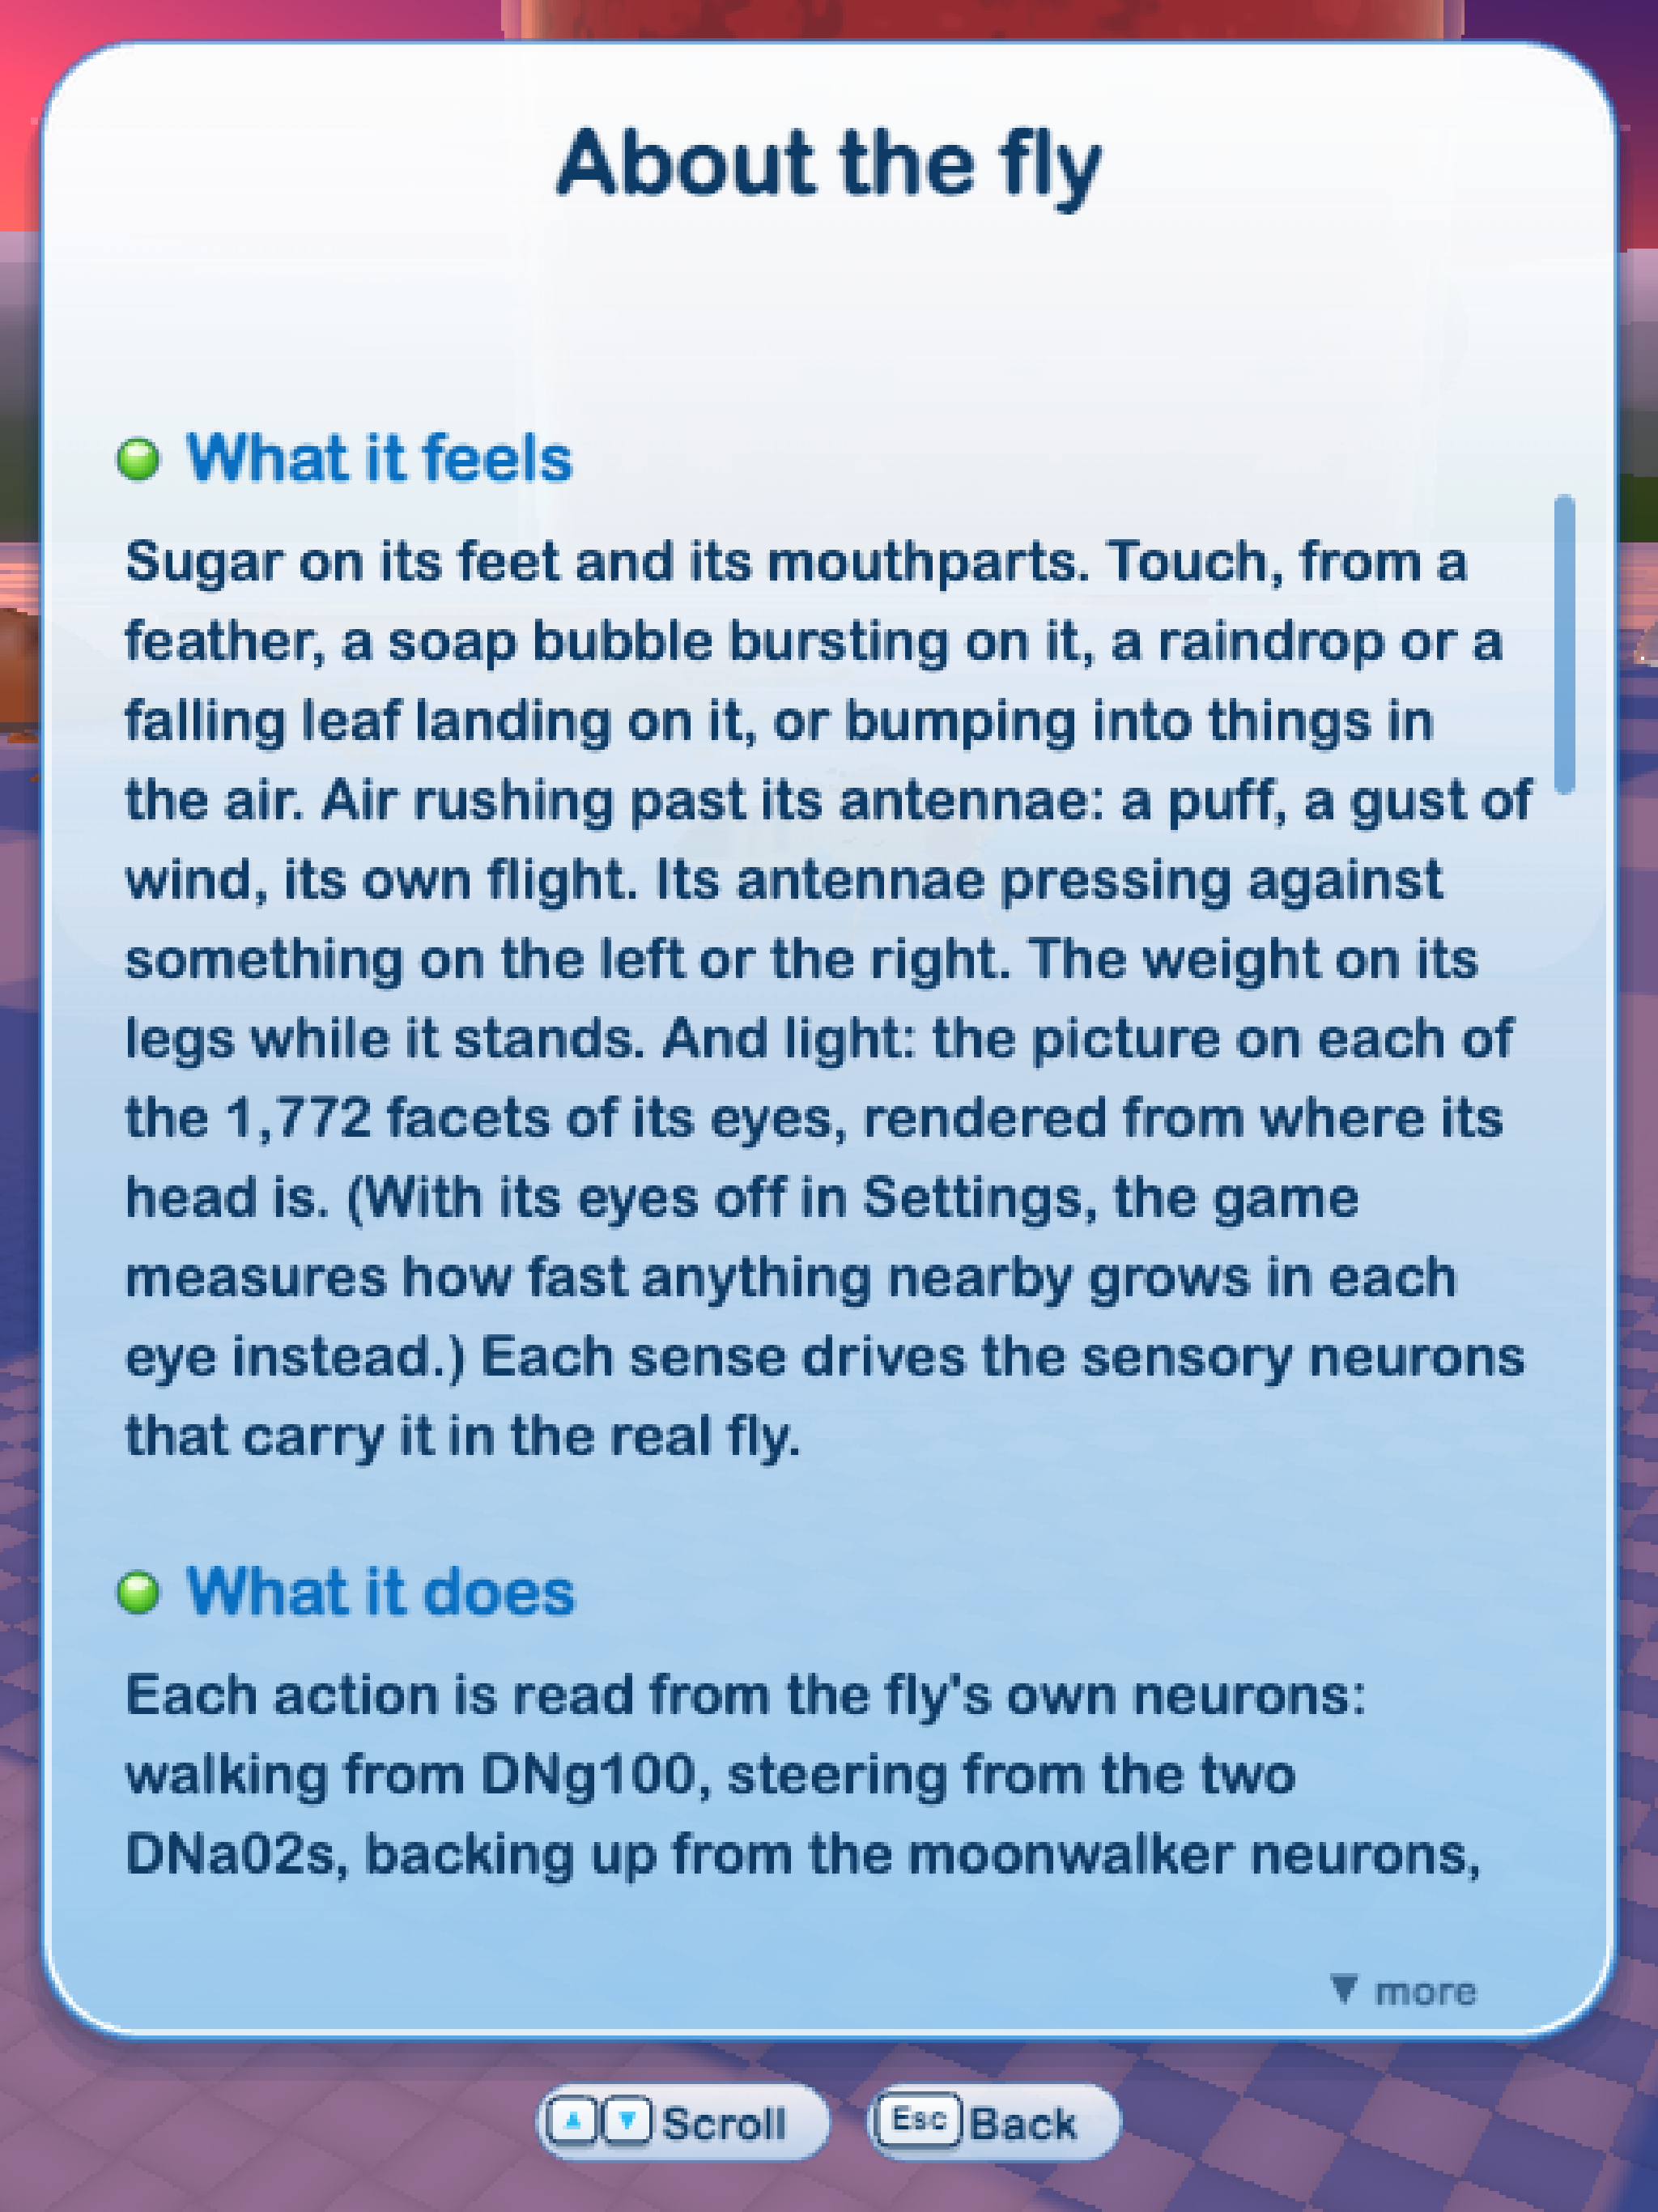 About the fly
What it feels
Sugar on its feet and its mouthparts. Touch, from a
feather, a soap bubble bursting on it, a raindrop or a
falling leaf landing on it, or bumping into things in
the air. Air rushing past its antennae: a puff, a gust of
wind, its own flight. Its antennae pressing against
something on the left or the right. The weight on its
legs while it stands. And light: the picture on each of
the 1,772 facets of its eyes, rendered from where its
head is. (With its eyes off in Settings, the game
measures how fast anything nearby grows in each
eye instead.) Each sense drives the sensory neurons
that carry it in the real fly.
What it does
Each action is read from the fly's own neurons:
walking from DNg100, steering from the two
DNa02s, backing up from the moonwalker neurons,
▼ more
▲ ▼ Scroll Esc Back